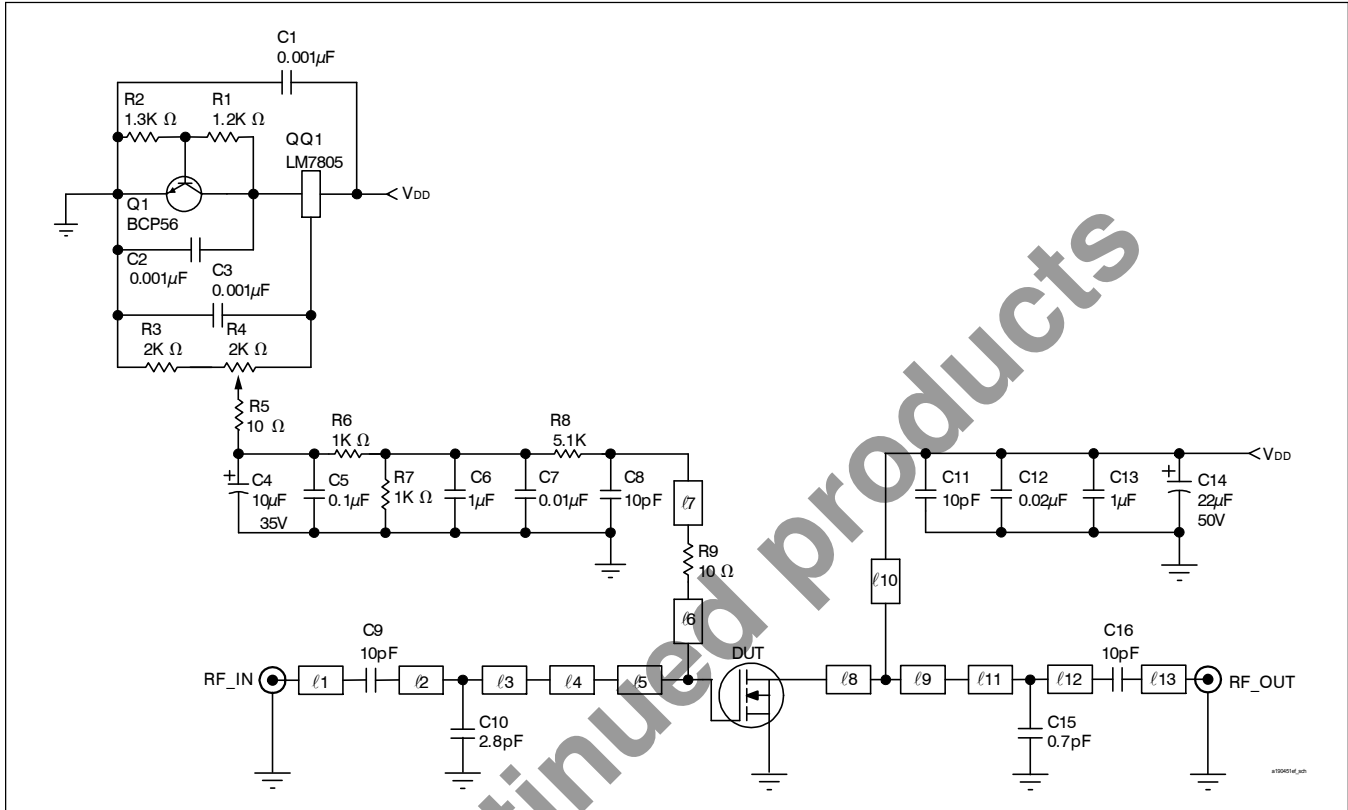 C1
0.001µF
R2
1.3K Ω
R1
1.2K Ω
QQ1
LM7805
VDD
Q1
BCP56
C2
0.001µF
C3
0.001µF
R3
2K Ω
R4
2K Ω
R5
10 Ω
R6
1K Ω
R8
5.1K
+
C4
10µF
35V
C5
0.1µF
R7
1K Ω
C6
1µF
C7
0.01µF
C8
10pF
ℓ7
R9
10 Ω
ℓ6
VDD
C11
10pF
C12
0.02µF
C13
1µF
+
C14
22µF
50V
ℓ10
RF_IN
ℓ1
C9
10pF
ℓ2
ℓ3
ℓ4
ℓ5
C10
2.8pF
DUT
ℓ8
ℓ9
ℓ11
ℓ12
C16
10pF
ℓ13
RF_OUT
C15
0.7pF
a190451ef_sch
tinued products